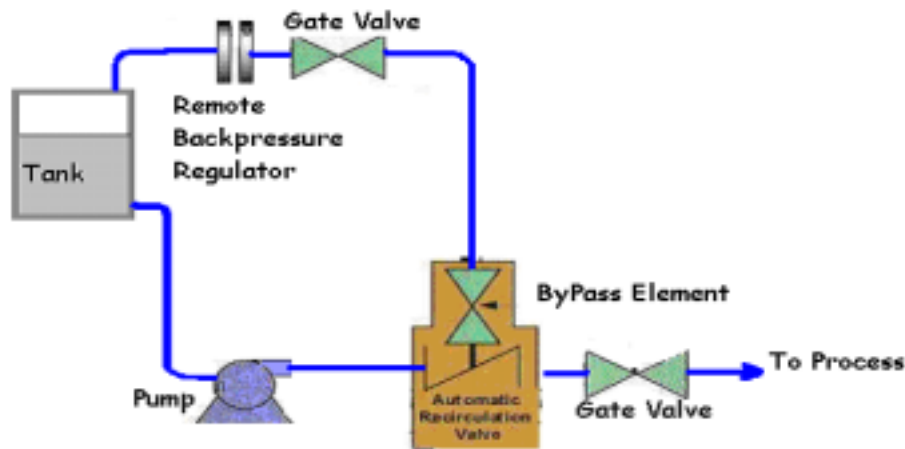 Gate Valve
Remote
Backpressure
Regulator
Tank
ByPass Element
To Process
Pump
Automatic
Recirculation
Valve
Gate Valve